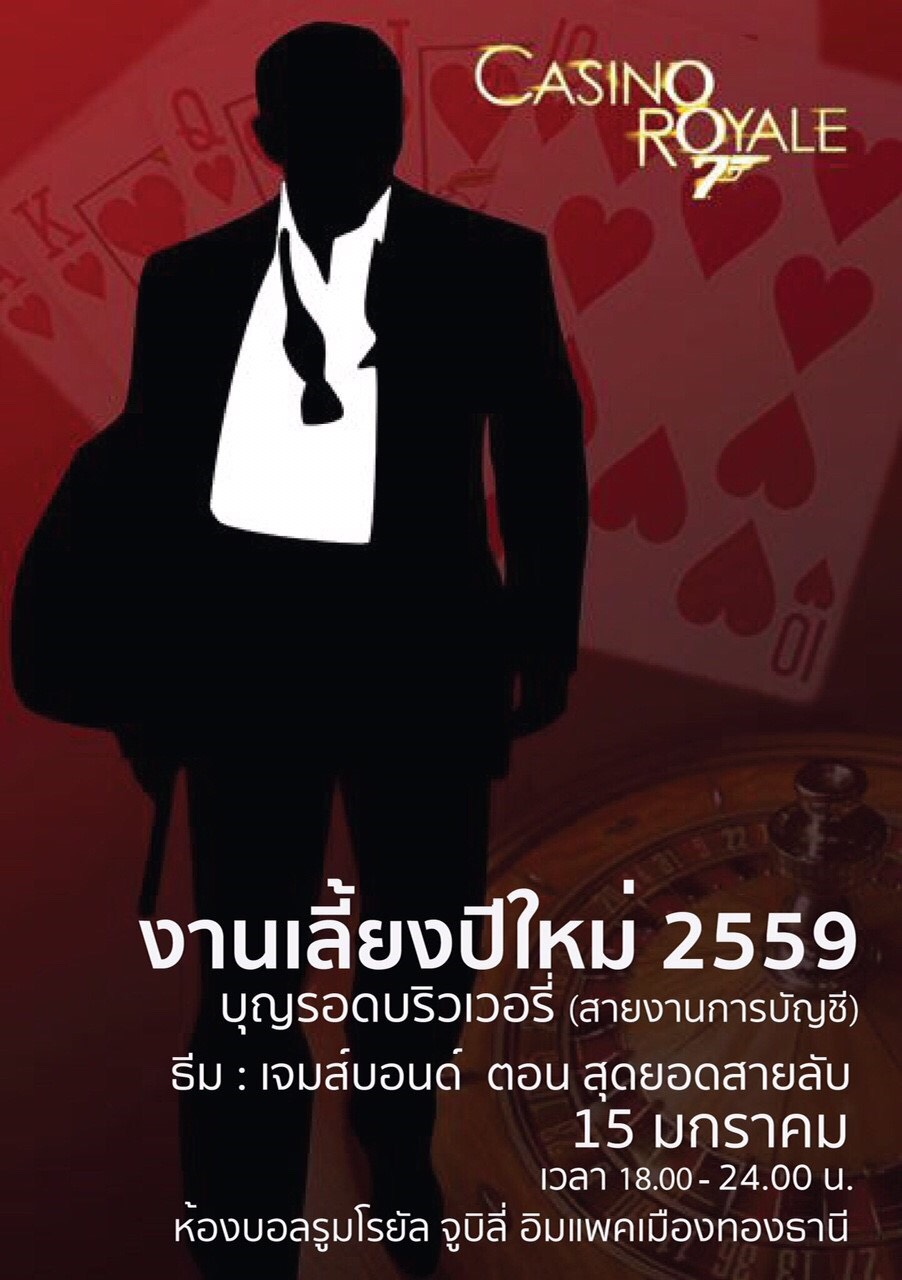 CASINO
ROYALE
007
A
K
Q
J
10
10
งานเลี้ยงปีใหม่ 2559
บุญรอดบริวเวอรี่ (สายงานการบัญชี)
ธีม : เจมส์บอนด์ ตอน สุดยอดสายลับ
15 มกราคม
เวลา 18.00 - 24.00 น.
ห้องบอลรูมโรยัล จูบิลี่ อิมแพคเมืองทองธานี